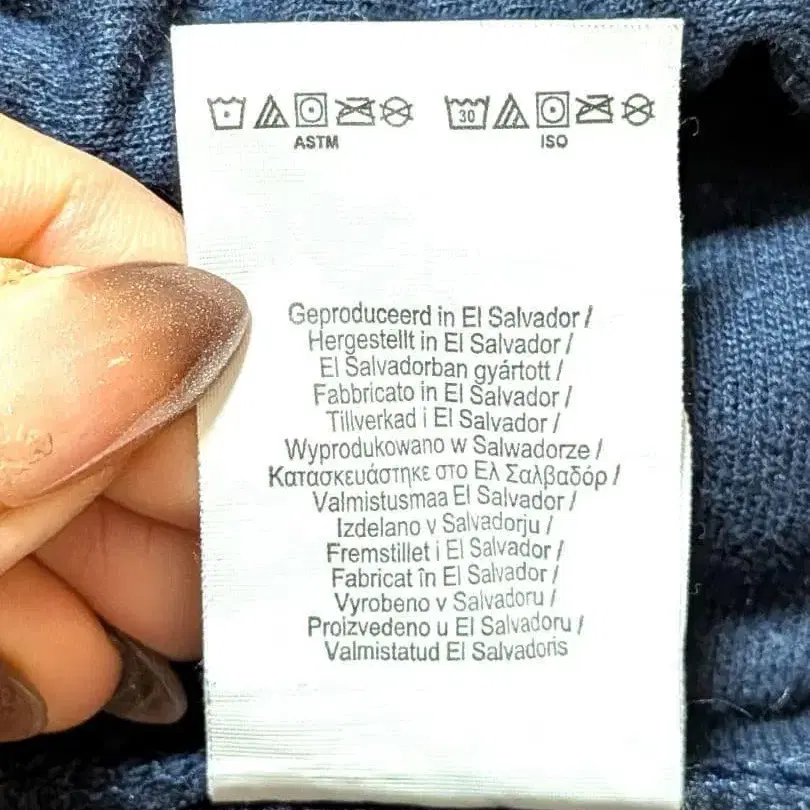 ASTM
30
ISO
Geproduceerd in El Salvador /
Hergestellt in El Salvador /
El Salvadorban gyártott /
Fabbricato in El Salvador /
Tillverkad i El Salvador /
Wyprodukowano w Salwadorze /
Κατασκευάστηκε στο Ελ Σαλβαδόρ /
Valmistusmaa El Salvador /
Izdelano v Salvadorju /
Fremstillet i El Salvador /
Fabricat în El Salvador /
Vyrobeno v Salvadoru /
Proizvedeno u El Salvadoru /
Valmistatud El Salvadoris